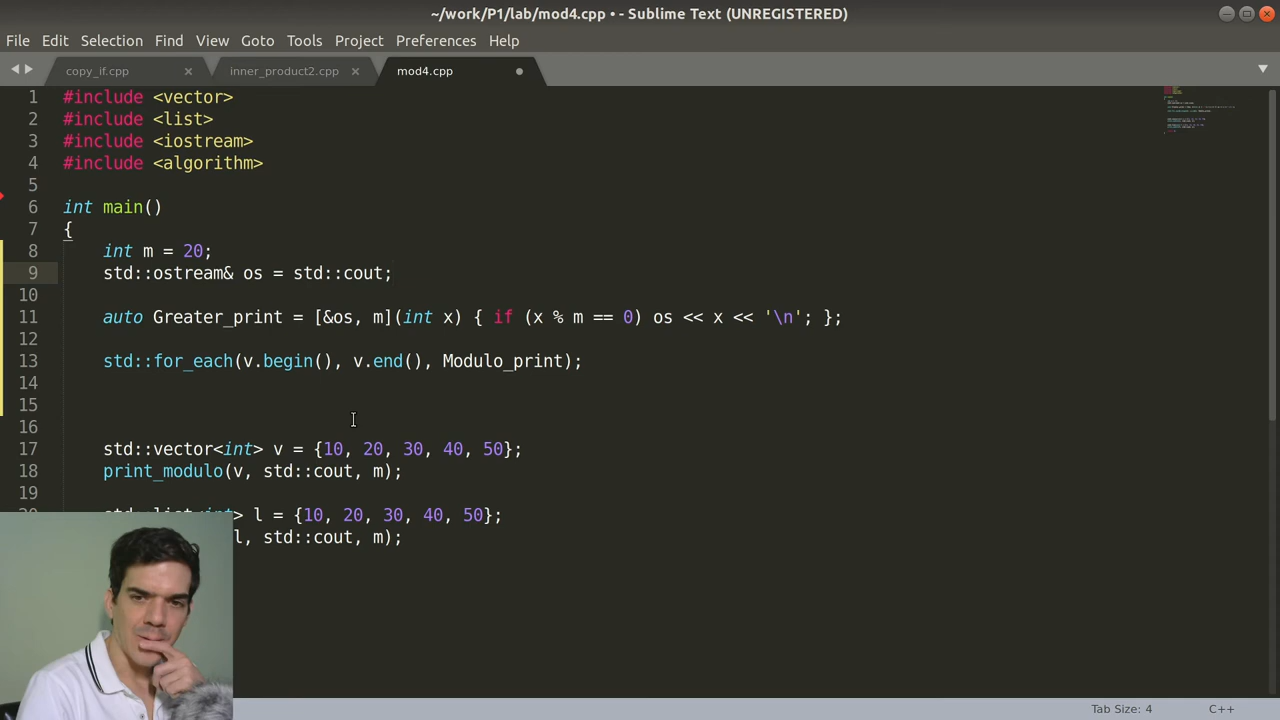 ~/work/P1/lab/mod4.cpp • - Sublime Text (UNREGISTERED)
File Edit Selection Find View Goto Tools Project Preferences Help
copy_if.cpp inner_product2.cpp mod4.cpp
1 #include <vector>
2 #include <list>
3 #include <iostream>
4 #include <algorithm>
5
6 int main()
7 {
8 int m = 20;
9 std::ostream& os = std::cout;
10
11 auto Greater_print = [&os, m](int x) { if (x % m == 0) os << x << '\n'; };
12
13 std::for_each(v.begin(), v.end(), Modulo_print);
14
15
16
17 std::vector<int> v = {10, 20, 30, 40, 50};
18 print_modulo(v, std::cout, m);
19
> l = {10, 20, 30, 40, 50};
l, std::cout, m);
Tab Size: 4 C++